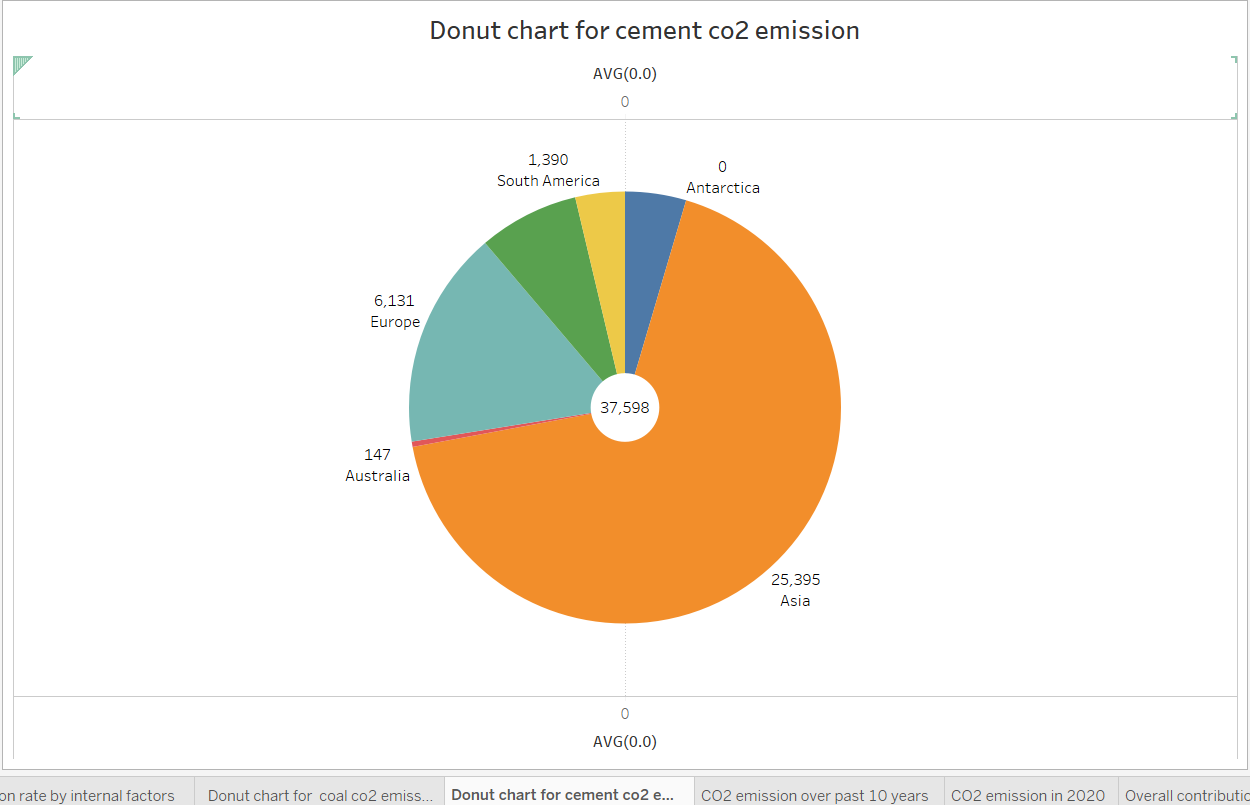 Donut chart for cement co2 emission
AVG(0.0)
0
1,390
South America
0
Antarctica
6,131
Europe
37,598
147
Australia
25,395
Asia
0
AVG(0.0)
on rate by internal factors
Donut chart for  coal co2 emiss...
Donut chart for cement co2 e...
CO2 emission over past 10 years
CO2 emission in 2020
Overall contributio